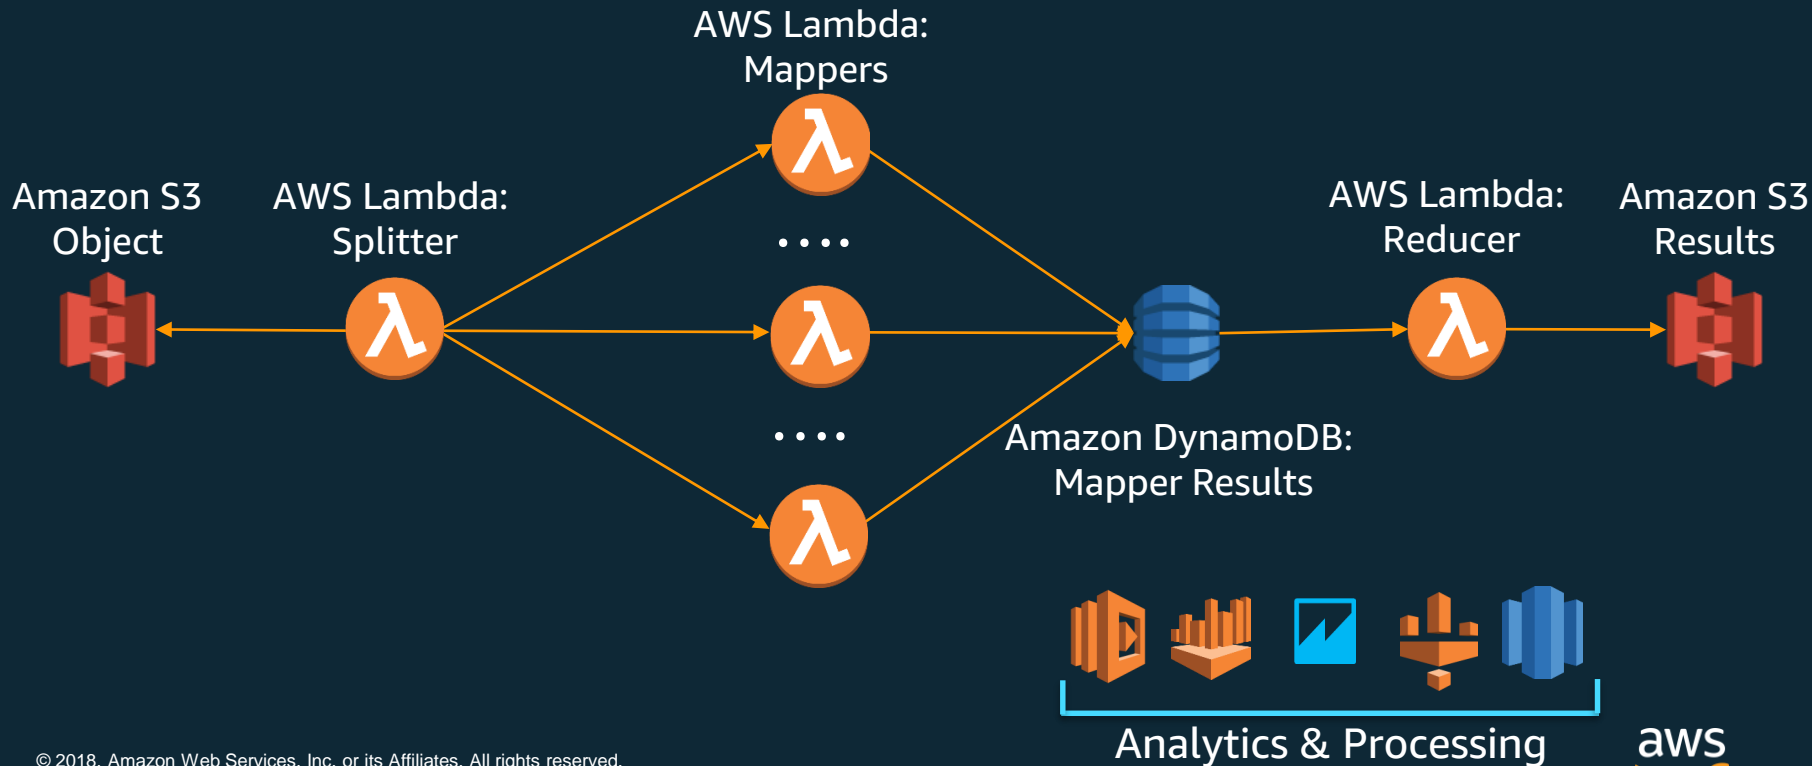 AWS Lambda:
Mappers
Amazon S3
Object
AWS Lambda:
Splitter
AWS Lambda:
Reducer
Amazon S3
Results
....
....
Amazon DynamoDB:
Mapper Results
Analytics & Processing
aws
© 2018, Amazon Web Services, Inc. or its Affiliates. All rights reserved.